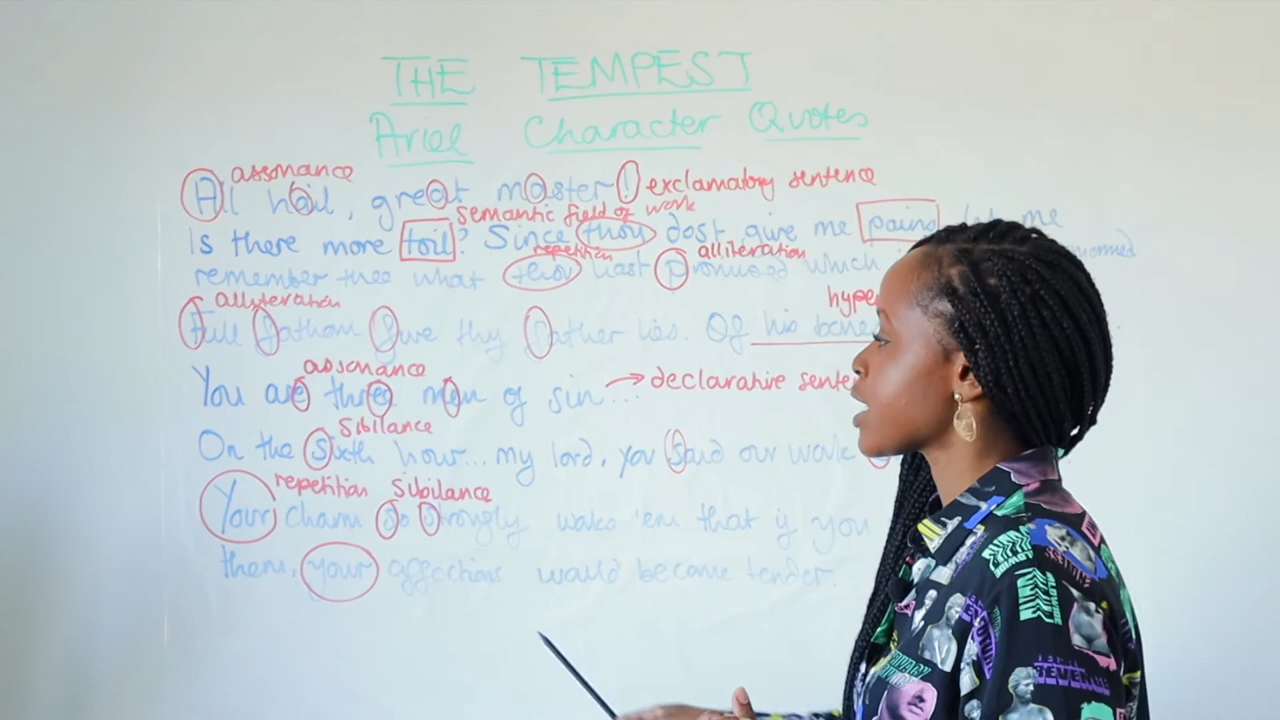 THE TEMPEST
Ariel Character Quotes
assonance
All hail, great master! exclamatory sentence
semantic field of work
Is there more toil? Since thou dost give me pains, let me
repetition alliteration
remember thee what thou hast promised which
alliteration hype
Full fathom five thy father lies. Of his bones
assonance
You are three men of sin... → declarative sente
Sibilance
On the sixth hour... my lord, you said our work
repetition Sibilance
Your charm so strongly works 'em that if you
them, your affections would become tender.
REVENGE